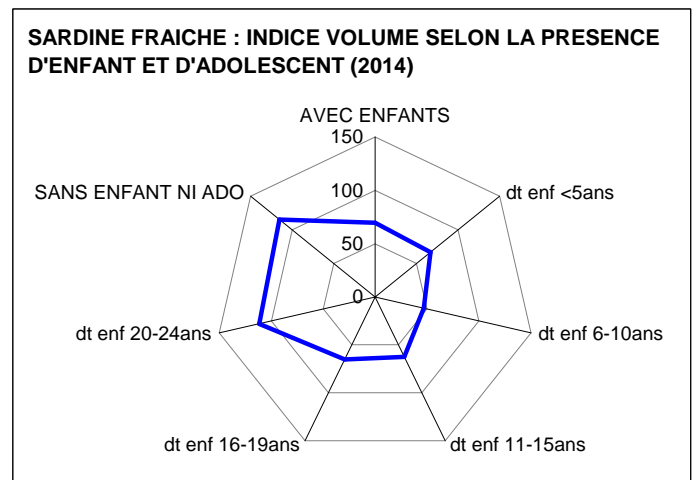 SARDINE FRAICHE : INDICE VOLUME SELON LA PRESENCE
D'ENFANT ET D'ADOLESCENT (2014)
AVEC ENFANTS
150
100
50
0
SANS ENFANT NI ADO
dt enf <5ans
dt enf 20-24ans
dt enf 6-10ans
dt enf 16-19ans
dt enf 11-15ans